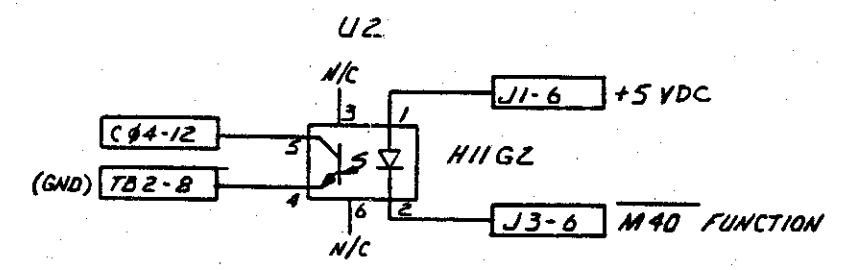 U2
N/C
J1-6 +5 VDC
3 1
CØ4-12 5
H11G2
(GND) TB2-8 4
6 2
J3-6 M40 FUNCTION
N/C